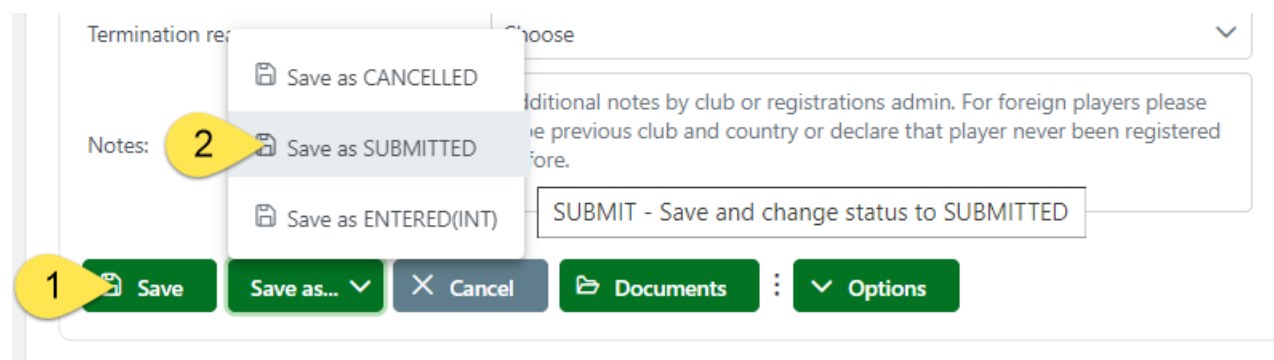 Termination rea
Choose
Save as CANCELLED
dditional notes by club or registrations admin. For foreign players please
be previous club and country or declare that player never been registered
fore.
Notes:
2
Save as SUBMITTED
Save as ENTERED(INT)
SUBMIT - Save and change status to SUBMITTED
1
Save
Save as...
Cancel
Documents
Options